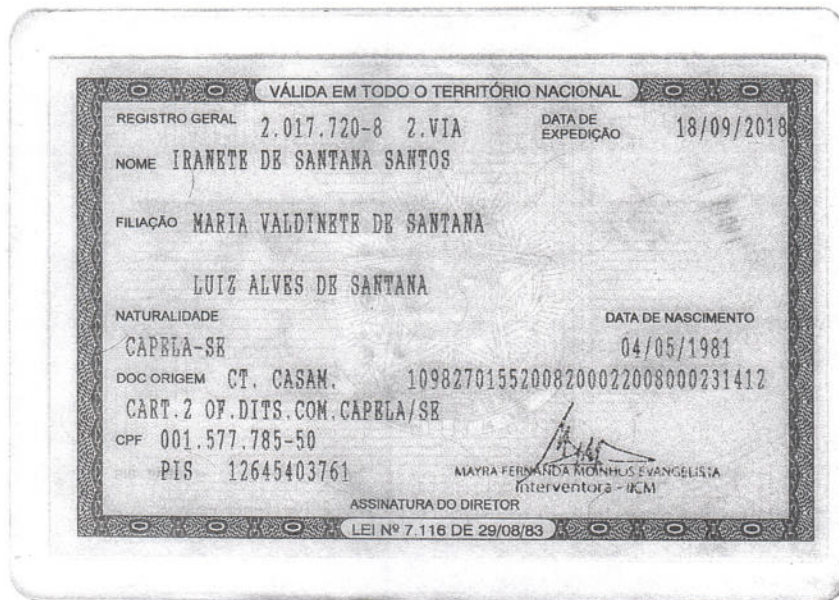 VÁLIDA EM TODO O TERRITÓRIO NACIONAL
REGISTRO GERAL 2.017.720-8 2.VIA DATA DE EXPEDIÇÃO 18/09/2018
NOME IRANETE DE SANTANA SANTOS
FILIAÇÃO MARIA VALDINETE DE SANTANA
LUIZ ALVES DE SANTANA
NATURALIDADE DATA DE NASCIMENTO
CAPELA-SE 04/05/1981
DOC ORIGEM CT. CASAM. 10982701552008200022008000231412
CART.2 OF.DITS.COM.CAPELA/SE
CPF 001.577.785-50
PIS 12645403761 MAYRA FERNANDA MOINHOS EVANGELISTA
Interventora - IICM
ASSINATURA DO DIRETOR
LEI Nº 7.116 DE 29/08/83